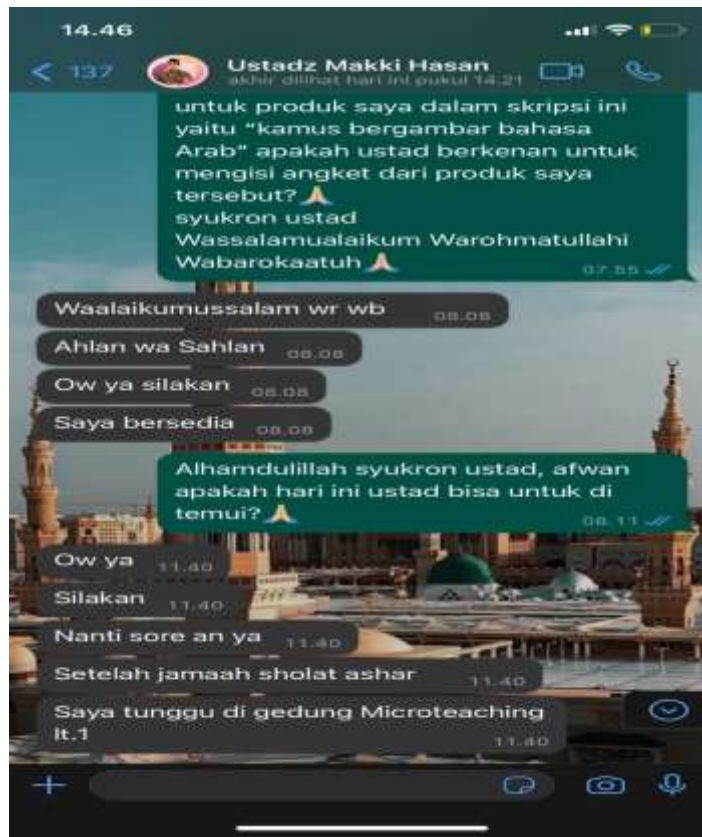 14.46
137
Ustadz Makki Hasan
akhir dilihat hari ini pukul 14.21
untuk produk saya dalam skripsi ini
yaitu "kamus bergambar bahasa
Arab" apakah ustad berkenan untuk
mengisi angket dari produk saya
tersebut?🙏
syukron ustad
Wassalamualaikum Warohmatullahi
Wabarokaatuh🙏
07.55
Waalaikumussalam wr wb
08.08
Ahlan wa Sahlan
08.08
Ow ya silakan
08.08
Saya bersedia
08.08
Alhamdulillah syukron ustad, afwan
apakah hari ini ustad bisa untuk di
temui?🙏
08.11
Ow ya
11.40
Silakan
11.40
Nanti sore an ya
11.40
Setelah jamaah sholat ashar
11.40
Saya tunggu di gedung Microteaching
lt.1
11.40